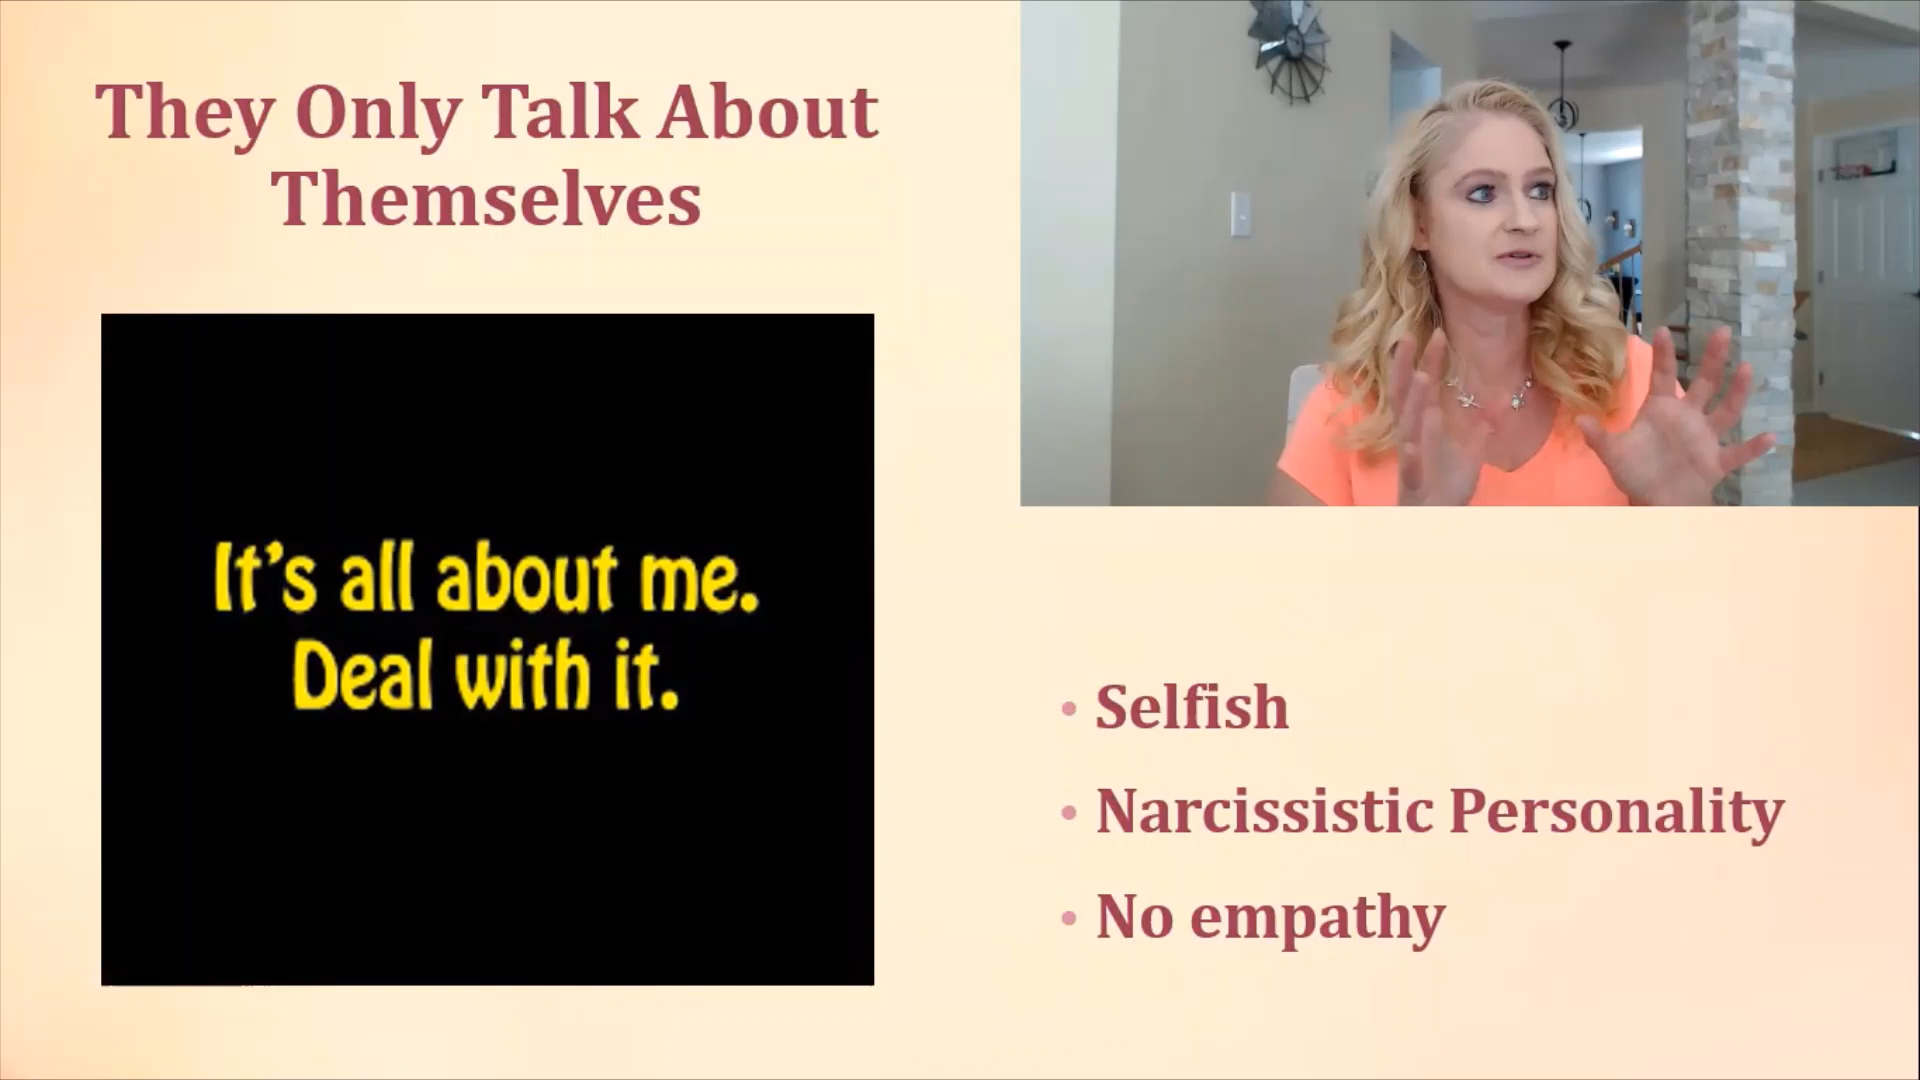 They Only Talk About
Themselves
It's all about me.
Deal with it.
• Selfish
• Narcissistic Personality
• No empathy